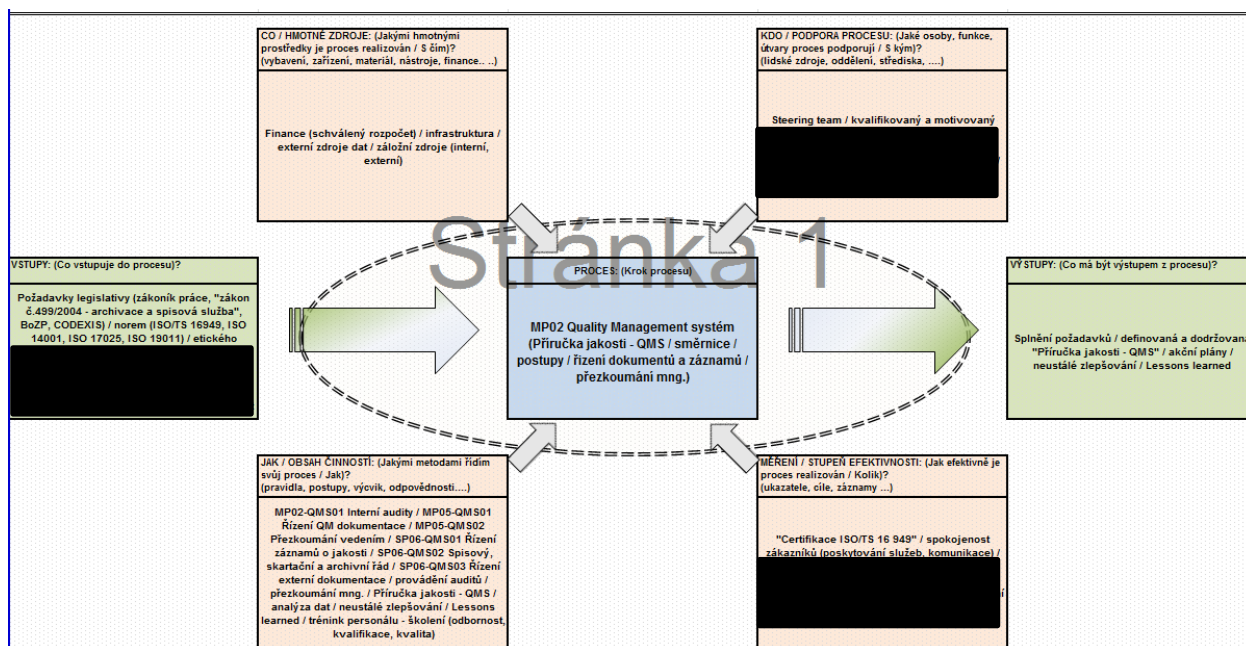 CO / HMOTNÉ ZDROJE: (Jakými hmotnými
prostředky je proces realizován / S čím)?
(vybavení, zařízení, materiál, nástroje, finance.. ..)
Finance (schválený rozpočet) / infrastruktura /
externí zdroje dat / záložní zdroje (interní,
externí)
KDO / PODPORA PROCESU: (Jaké osoby, funkce,
útvary proces podporují / S kým)?
(lidské zdroje, oddělení, střediska, ....)
Steering team / kvalifikovaný a motivovaný
Stránka 1
VSTUPY: (Co vstupuje do procesu)?
Požadavky legislativy (zákoník práce, "zákon
č.499/2004 - archivace a spisová služba",
BoZP, CODEXIS) / norem (ISO/TS 16949, ISO
14001, ISO 17025, ISO 19011) / etického
PROCES: (Krok procesu)
MP02 Quality Management systém
(Příručka jakosti - QMS / směrnice /
postupy / řízení dokumentů a záznamů /
přezkoumání mng.)
VÝSTUPY: (Co má být výstupem z procesu)?
Splnění požadavků / definovaná a dodržovaná
"Příručka jakosti - QMS" / akční plány /
neustálé zlepšování / Lessons learned
JAK / OBSAH ČINNOSTÍ: (Jakými metodami řídím
svůj proces / Jak)?
(pravidla, postupy, výcvik, odpovědnosti....)
MP02-QMS01 Interní audity / MP05-QMS01
Řízení QM dokumentace / MP05-QMS02
Přezkoumání vedením / SP06-QMS01 Řízení
záznamů o jakosti / SP06-QMS02 Spisový,
skartační a archivní řád / SP06-QMS03 Řízení
externí dokumentace / provádění auditů /
přezkoumání mng. / Příručka jakosti - QMS /
analýza dat / neustálé zlepšování / Lessons
learned / trénink personálu - školení (odbornost,
kvalifikace, kvalita)
MĚŘENÍ / STUPEŇ EFEKTIVNOSTI: (Jak efektivně je
proces realizován / Kolik)?
(ukazatele, cíle, záznamy ...)
"Certifikace ISO/TS 16 949" / spokojenost
zákazníků (poskytování služeb, komunikace) /